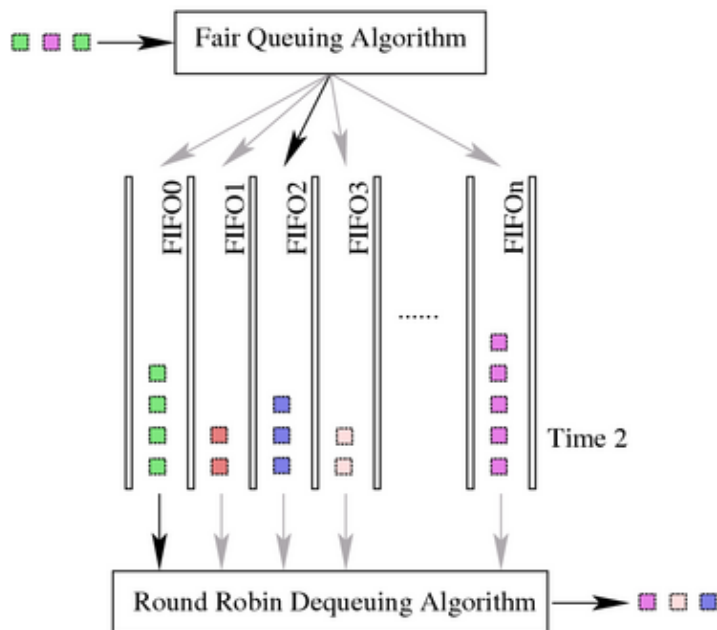 Fair Queuing Algorithm
FIFO0
FIFO1
FIFO2
FIFO3
FIFOn
......
Time 2
Round Robin Dequeuing Algorithm